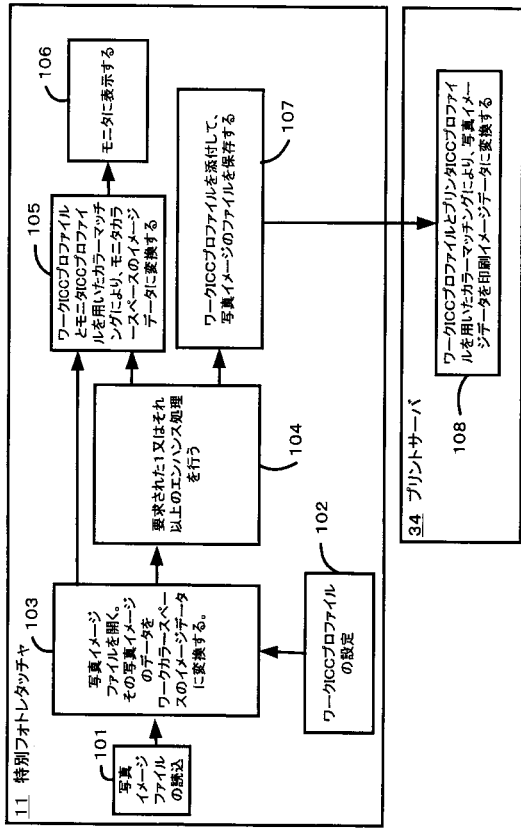 11 特別フォトレタッチャ
101
写真
イメージ
ファイル
の読込
103
写真イメージ
ファイルを開く。
その写真イメージ
のデータを
ワークカラースペー
スのイメージデータ
に変換する。
102
ワークICCプロファイル
の設定
104
要求された1又はそれ
以上のエンハンス処理
を行う
105
ワークICCプロファイル
とモニタICCプロファイ
ルを用いたカラーマッチ
ングにより、モニタカラ
ースペースのイメージ
データに変換する
106
モニタに表示する
107
ワークICCプロファイルを添付して、
写真イメージのファイルを保存する
34 プリントサーバ
108
ワークICCプロファイルとプリンタICCプロファイ
ルを用いたカラーマッチングにより、写真イメー
ジデータを印刷イメージデータに変換する